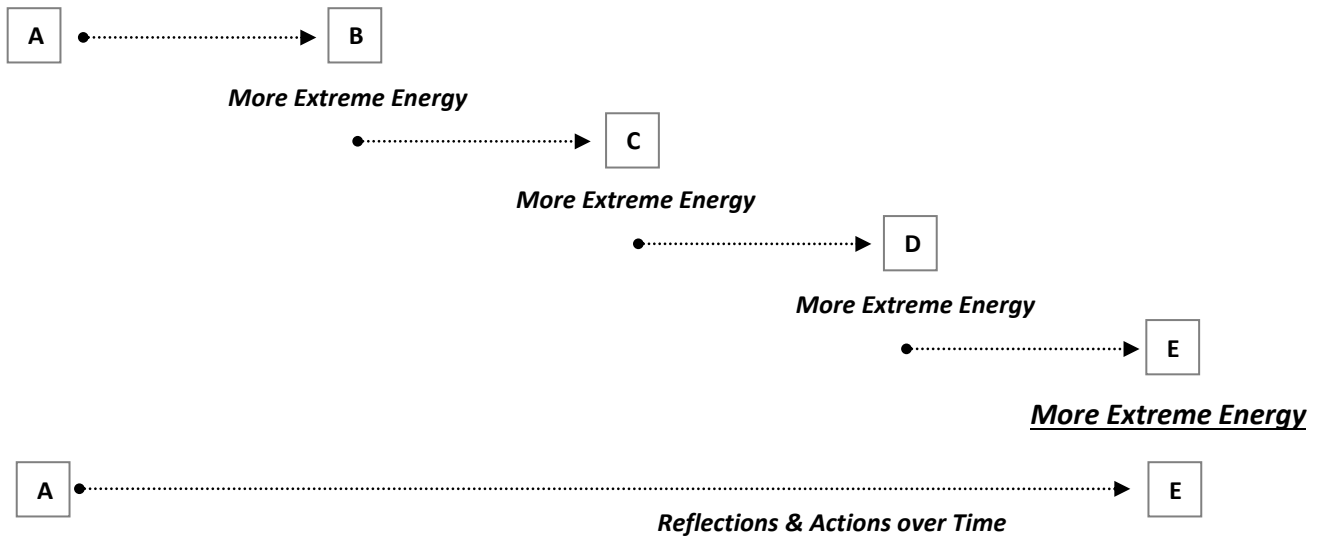 A B
More Extreme Energy
C
More Extreme Energy
D
More Extreme Energy
E
More Extreme Energy
A E
Reflections & Actions over Time